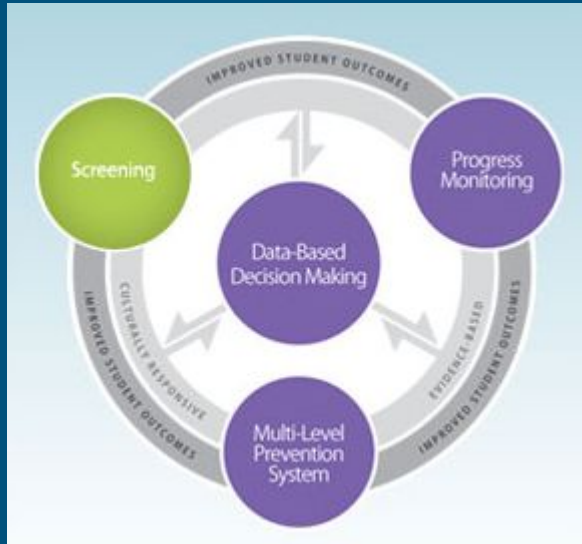 IMPROVED STUDENT OUTCOMES
Screening
Progress
Monitoring
Data-Based
Decision Making
CULTURALLY RESPONSIVE
EVIDENCE-BASED
IMPROVED STUDENT OUTCOMES
IMPROVED STUDENT OUTCOMES
Multi-Level
Prevention
System